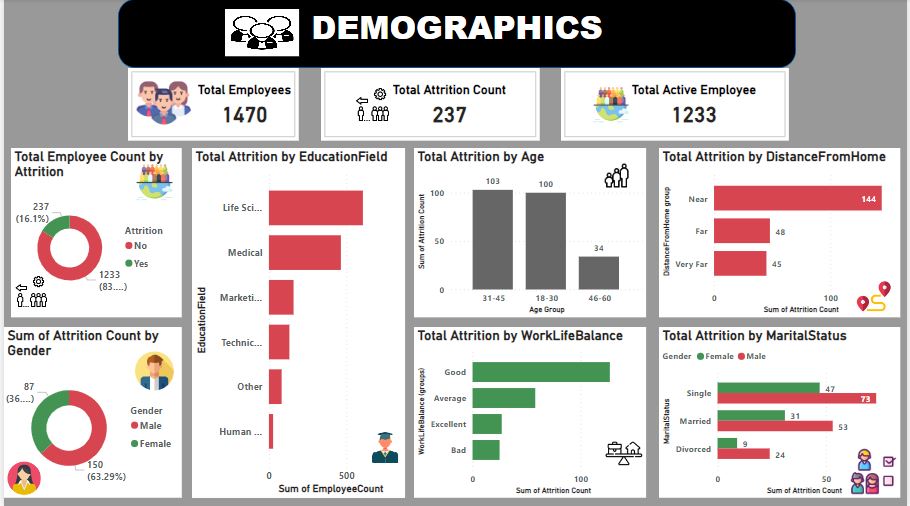 DEMOGRAPHICS
Total Employees
1470
Total Attrition Count
237
Total Active Employee
1233
Total Employee Count by
Attrition
237
(16.1%)
1233
(83....)
Attrition
No
Yes
Sum of Attrition Count by
Gender
87
(36....)
150
(63.29%)
Gender
Male
Female
Total Attrition by EducationField
EducationField
Life Sci...
Medical
Marketi...
Technic...
Other
Human ...
0
500
Sum of EmployeeCount
Total Attrition by Age
Sum of Attrition Count
100
50
0
103
100
34
31-45
18-30
46-60
Age Group
Total Attrition by WorkLifeBalance
WorkLifeBalance (groups)
Good
Average
Excellent
Bad
0
100
Sum of Attrition Count
Total Attrition by DistanceFromHome
DistanceFromHome group
Near
144
Far
48
Very Far
45
0
100
Sum of Attrition Count
Total Attrition by MaritalStatus
Gender
Female
Male
MaritalStatus
Single
47
73
Married
31
53
Divorced
9
24
0
50
Sum of Attrition Count